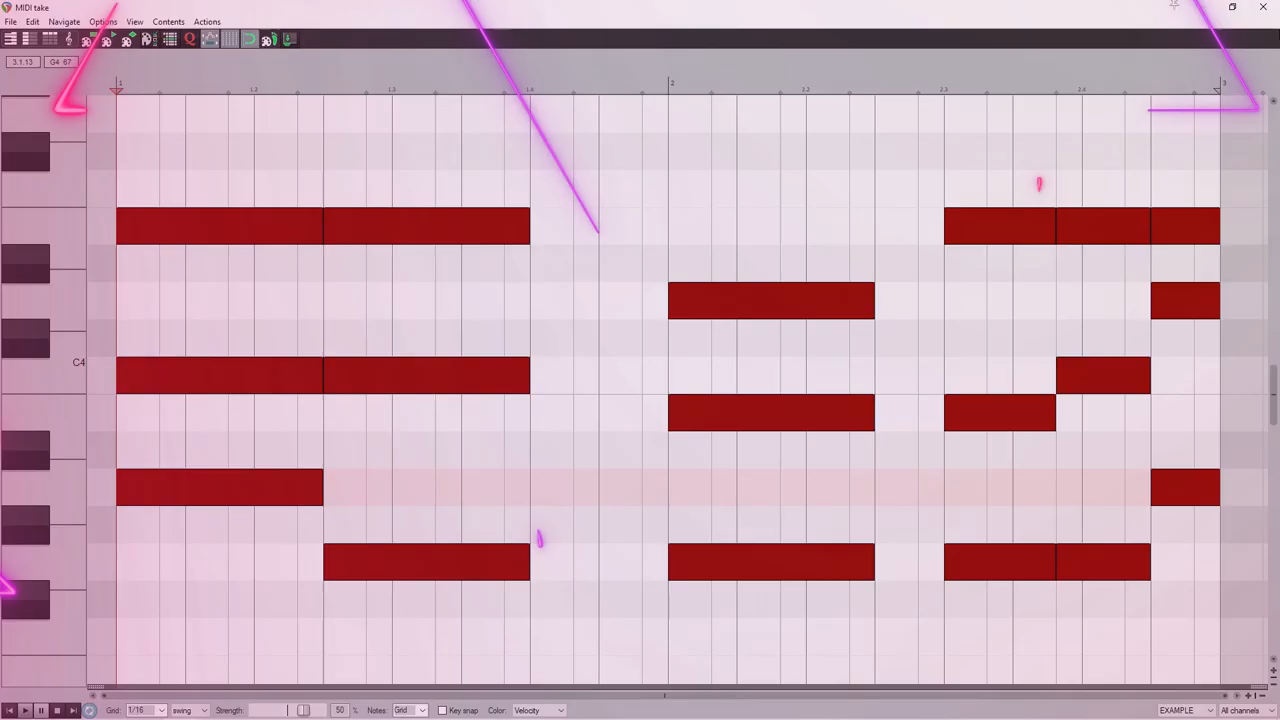 MIDI take
File Edit Navigate Options View Contents Actions
Q
3.1.13 G4 67
1 1.2 1.3 1.4 2 2.2 2.3 2.4 3
C4
Grid: 1/16 swing Strength: 50 % Notes: Grid Key snap Color: Velocity EXAMPLE All channels